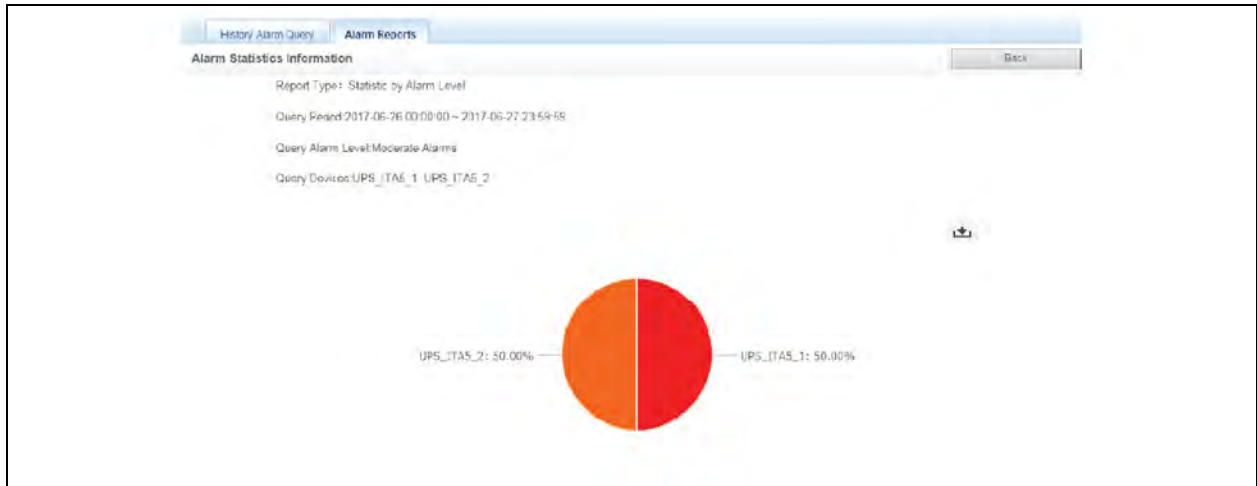 History Alarm Query Alarm Reports
Alarm Statistics Information Back
Report Type: Statistic by Alarm Level
Query Period:2017-06-26 00:00:00 ~ 2017-06-27 23:59:59
Query Alarm Level:Moderate Alarms
Query Devices:UPS_ITA5_1 UPS_ITA5_2
UPS_ITA5_2: 50.00% UPS_ITA5_1: 50.00%